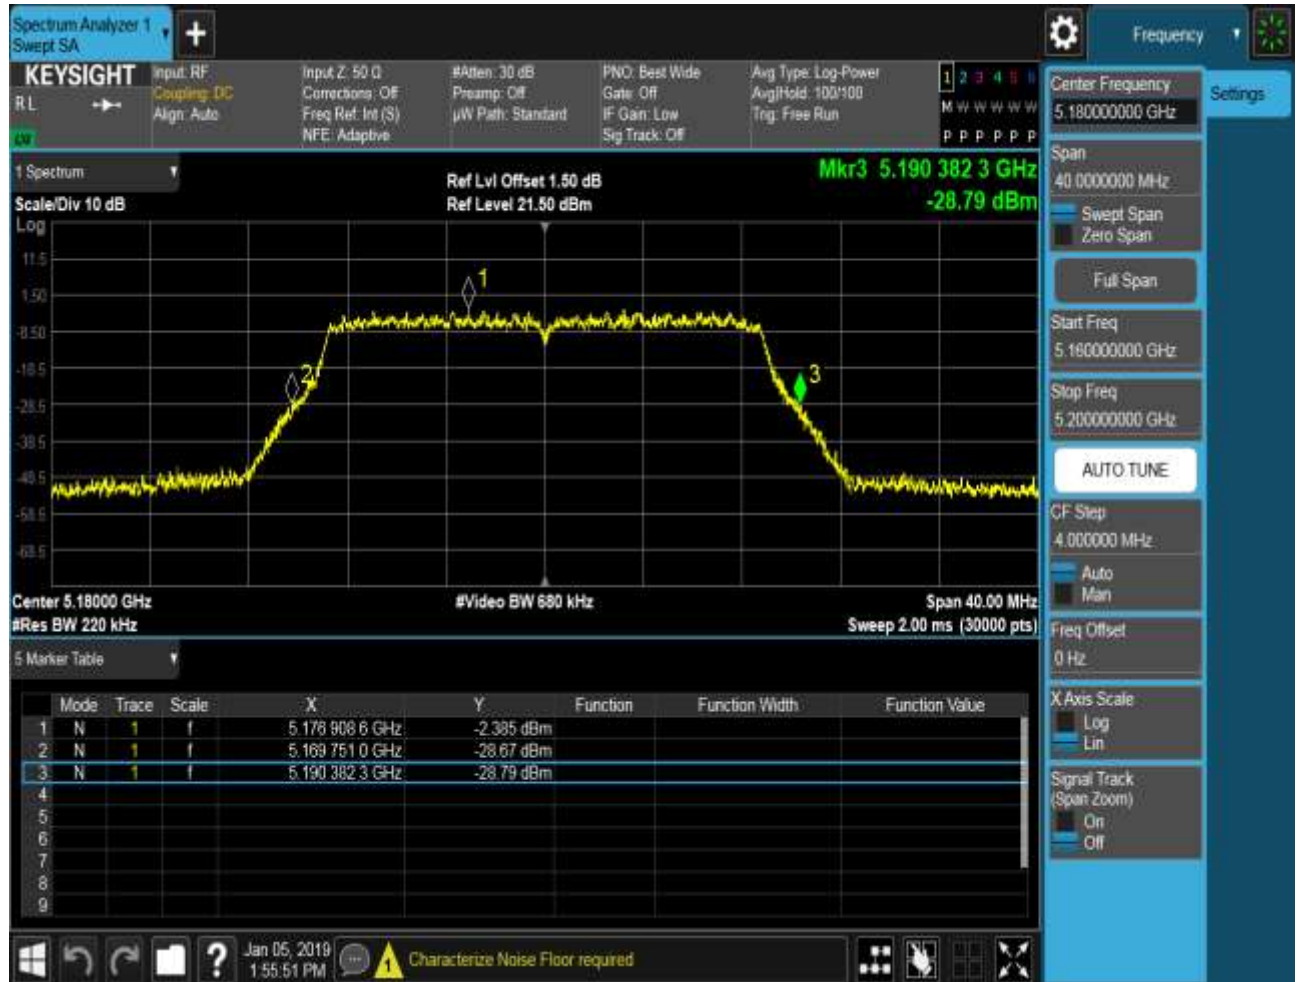 Spectrum Analyzer 1
Swept SA
+
Frequency
KEYSIGHT
RL
Input: RF
Coupling: DC
Align: Auto
Input Z: 50 Ω
Corrections: Off
Freq Ref: Int (S)
NFE: Adaptive
#Atten: 30 dB
Preamp: Off
µW Path: Standard
PNO: Best Wide
Gate: Off
IF Gain: Low
Sig Track: Off
Avg Type: Log-Power
Avg|Hold: 100/100
Trig: Free Run
1 2 3 4 5 6
M W W W W W
P P P P P P
1 Spectrum
Scale/Div 10 dB
Ref Lvl Offset 1.50 dB
Ref Level 21.50 dBm
Mkr3 5.190 382 3 GHz
-28.79 dBm
Log
11.5
1.50
-8.50
-18.5
-28.5
-38.5
-48.5
-58.5
-68.5
1
2
3
Center 5.18000 GHz
#Res BW 220 kHz
#Video BW 680 kHz
Span 40.00 MHz
Sweep 2.00 ms (30000 pts)
5 Marker Table
Mode Trace Scale X Y Function Function Width Function Value
1 N 1 f 5.176 908 6 GHz -2.385 dBm
2 N 1 f 5.169 751 0 GHz -28.67 dBm
3 N 1 f 5.190 382 3 GHz -28.79 dBm
4
5
6
7
8
9
?
Jan 05, 2019
1:55:51 PM
Characterize Noise Floor required
Settings
Center Frequency
5.180000000 GHz
Span
40.0000000 MHz
Swept Span
Zero Span
Full Span
Start Freq
5.160000000 GHz
Stop Freq
5.200000000 GHz
AUTO TUNE
CF Step
4.000000 MHz
Auto
Man
Freq Offset
0 Hz
X Axis Scale
Log
Lin
Signal Track
(Span Zoom)
On
Off